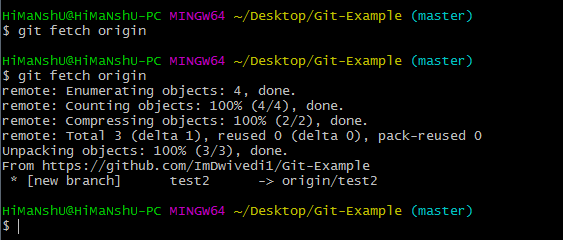 HiMaNshU@HiMaNshU-PC MINGW64 ~/Desktop/Git-Example (master)
$ git fetch origin
HiMaNshU@HiMaNshU-PC MINGW64 ~/Desktop/Git-Example (master)
$ git fetch origin
remote: Enumerating objects: 4, done.
remote: Counting objects: 100% (4/4), done.
remote: Compressing objects: 100% (2/2), done.
remote: Total 3 (delta 1), reused 0 (delta 0), pack-reused 0
Unpacking objects: 100% (3/3), done.
From https://github.com/ImDwivedi1/Git-Example
 * [new branch]      test2      -> origin/test2
HiMaNshU@HiMaNshU-PC MINGW64 ~/Desktop/Git-Example (master)
$